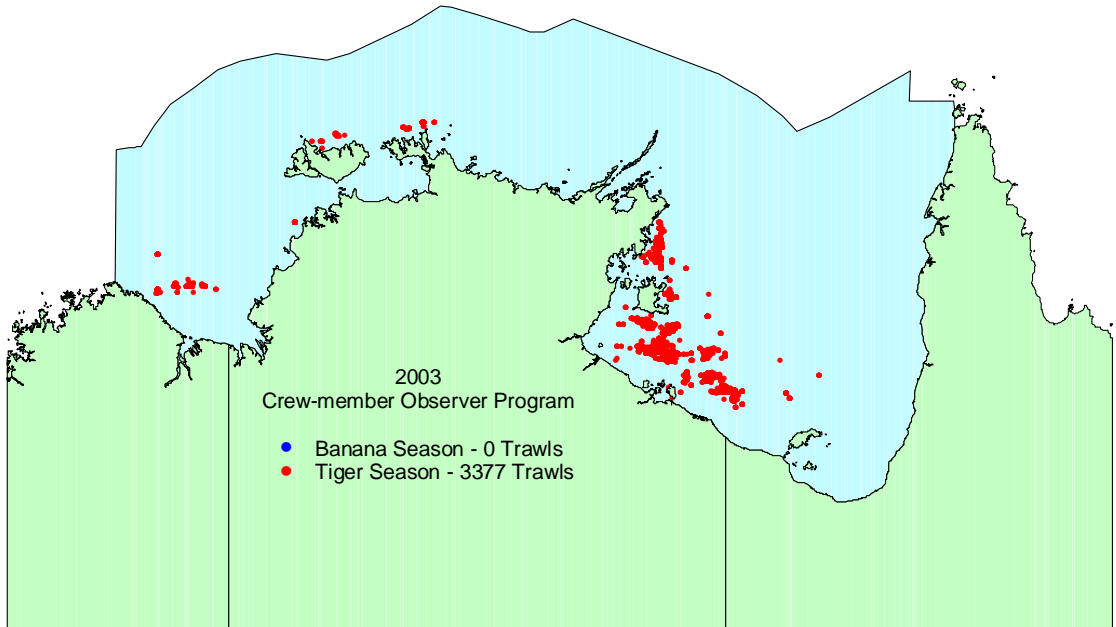 2003
Crew-member Observer Program
Banana Season - 0 Trawls
Tiger Season - 3377 Trawls